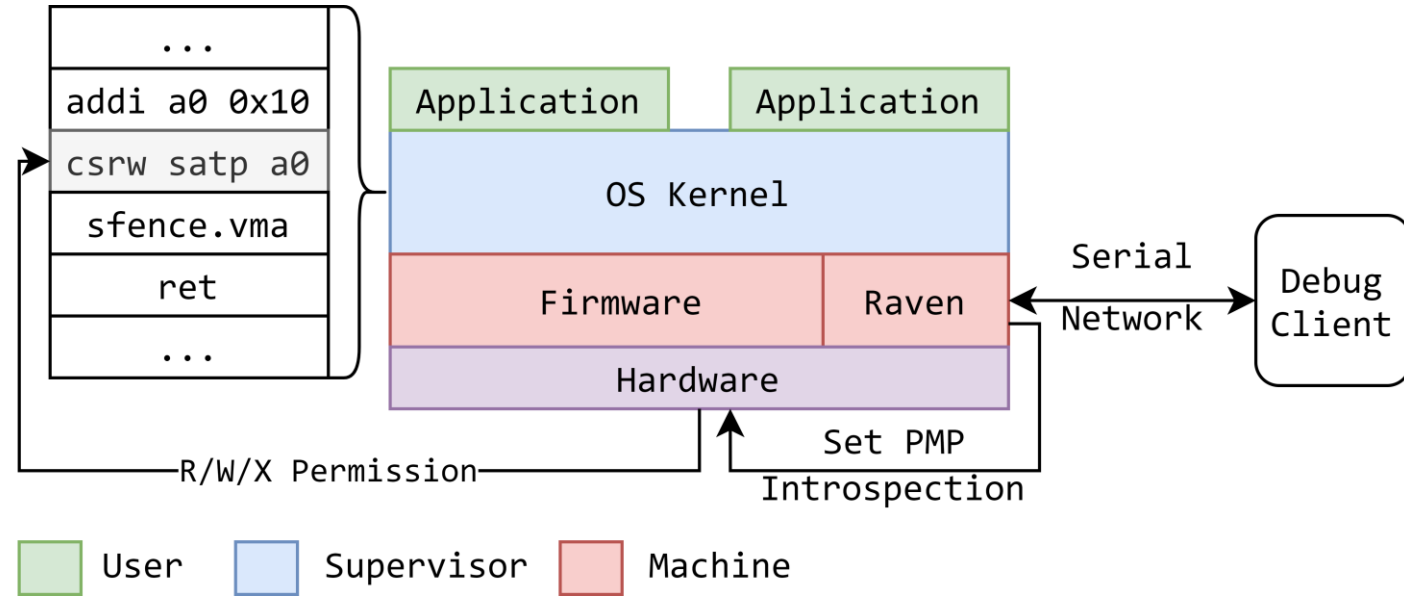 ...
addi a0 0x10
csrw satp a0
sfence.vma
ret
...
Application
Application
OS Kernel
Firmware
Raven
Hardware
Serial
Network
Debug
Client
R/W/X Permission
Set PMP
Introspection
User
Supervisor
Machine